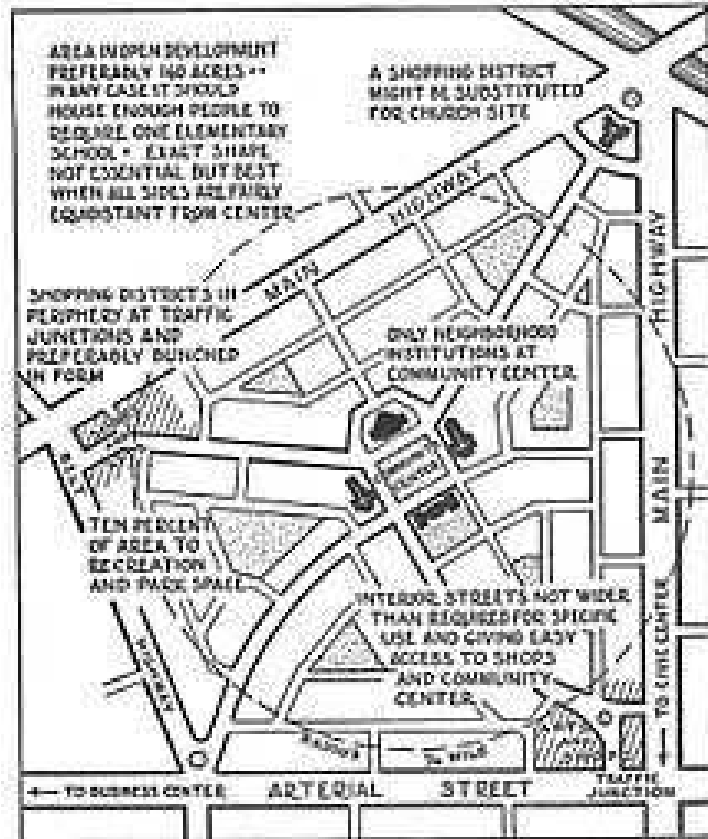 AREA IN OPEN DEVELOPMENT
PREFERABLY 160 ACRES ··
IN ANY CASE IT SHOULD
HOUSE ENOUGH PEOPLE TO
REQUIRE ONE ELEMENTARY
SCHOOL · EXACT SHAPE
NOT ESSENTIAL BUT BEST
WHEN ALL SIDES ARE FAIRLY
EQUIDISTANT FROM CENTER
A SHOPPING DISTRICT
MIGHT BE SUBSTITUTED
FOR CHURCH SITE
MAIN HIGHWAY
HIGHWAY
MAIN
SHOPPING DISTRICTS IN
PERIPHERY AT TRAFFIC
JUNCTIONS AND
PREFERABLY BUNCHED
IN FORM
ONLY NEIGHBORHOOD
INSTITUTIONS AT
COMMUNITY CENTER
TEN PERCENT
OF AREA TO
RECREATION
AND PARK SPACE
HIGHWAY
INTERIOR STREETS NOT WIDER
THAN REQUIRED FOR SPECIFIC
USE AND GIVING EASY
ACCESS TO SHOPS
AND COMMUNITY
CENTER
TO CIVIC CENTER
RADIUS
TRAFFIC
JUNCTION
TO BUSINESS CENTER
ARTERIAL STREET